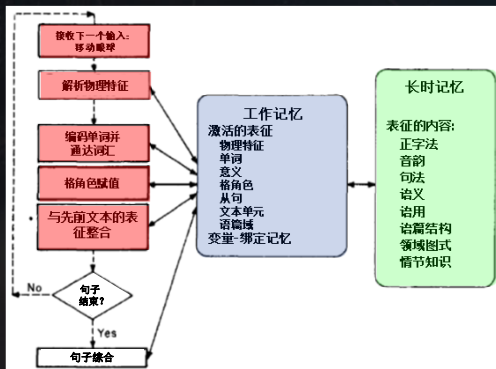 接收下一个输入：
移动眼球
解析物理特征
编码单词并
通达词汇
格角色赋值
与先前文本的表
征整合
No
句子
结束？
Yes
句子综合
工作记忆
激活的表征
物理特征
单词
意义
格角色
从句
文本单元
语篇域
变量-绑定记忆
长时记忆
表征的内容：
正字法
音韵
句法
语义
语用
语篇结构
领域图式
情节知识